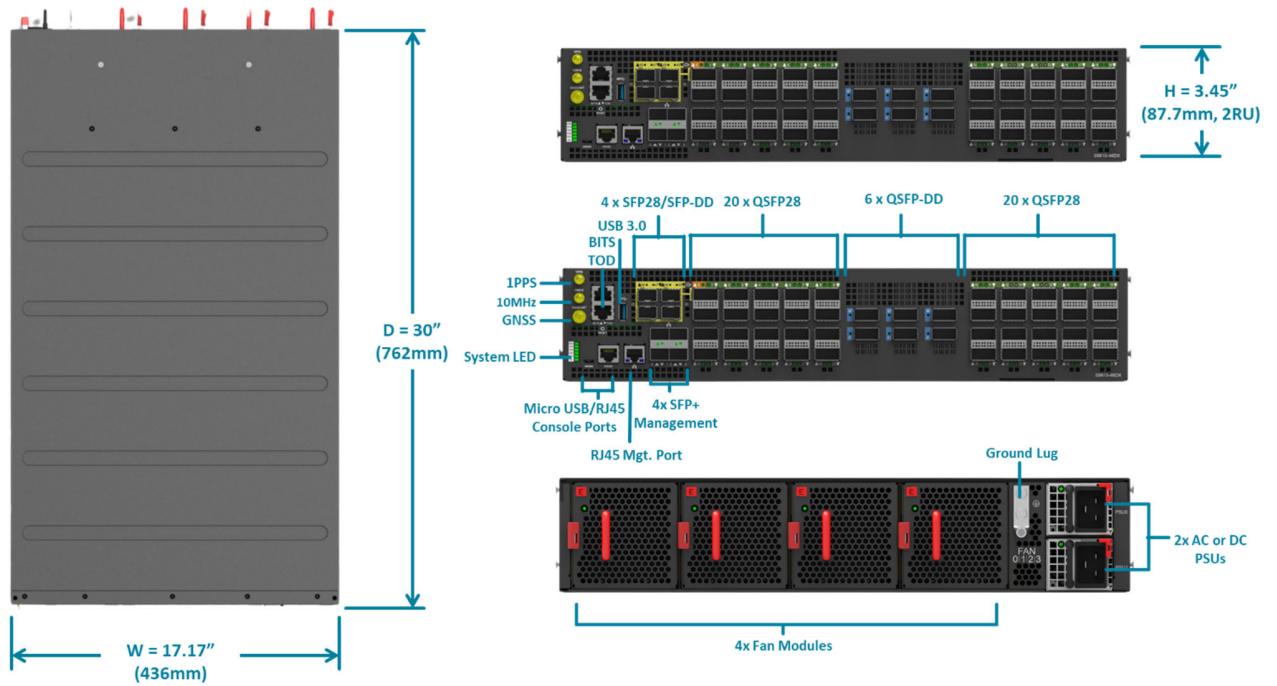 D = 30”
(762mm)
W = 17.17”
(436mm)
H = 3.45”
(87.7mm, 2RU)
4 x SFP28/SFP-DD
20 x QSFP28
6 x QSFP-DD
20 x QSFP28
USB 3.0
BITS
TOD
1PPS
10MHz
GNSS
System LED
Micro USB/RJ45
Console Ports
4x SFP+
Management
RJ45 Mgt. Port
Ground Lug
FAN
0|1|2|3
2x AC or DC
PSUs
4x Fan Modules